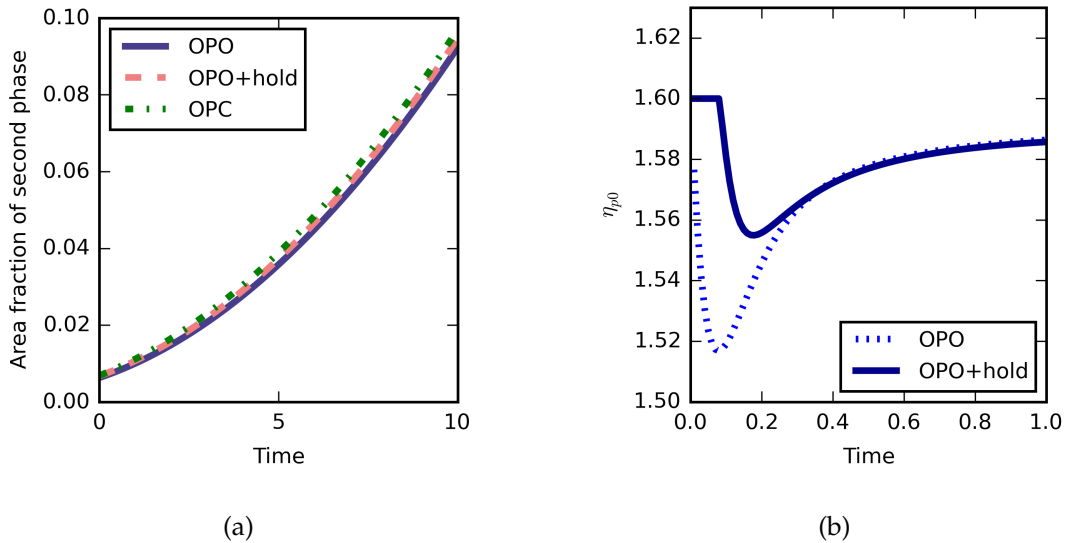 0.10
0.08
0.06
0.04
0.02
0.00
0
5
10
Area fraction of second phase
Time
OPO
OPO+hold
OPC
(a)
1.62
1.60
1.58
1.56
1.54
1.52
1.50
0.0
0.2
0.4
0.6
0.8
1.0
η_{p0}
Time
OPO
OPO+hold
(b)